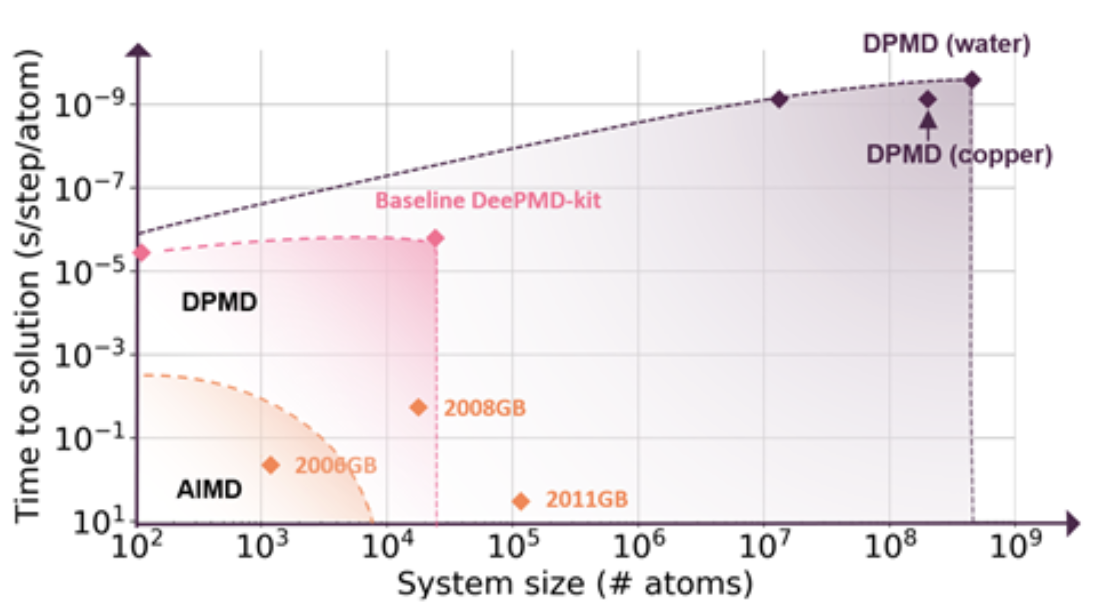 DPMD (water)
10⁻⁹
DPMD (copper)
10⁻⁷
Baseline DeePMD-kit
10⁻⁵
DPMD
10⁻³
2008GB
10⁻¹
2006GB
AIMD
2011GB
10¹
10² 10³ 10⁴ 10⁵ 10⁶ 10⁷ 10⁸ 10⁹
System size (# atoms)
Time to solution (s/step/atom)